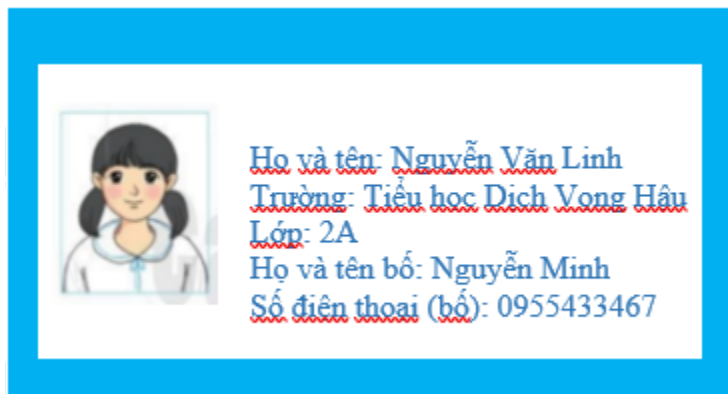 Họ và tên: Nguyễn Văn Linh
Trường: Tiểu học Dịch Vọng Hậu
Lớp: 2A
Họ và tên bố: Nguyễn Minh
Số điện thoại (bố): 0955433467